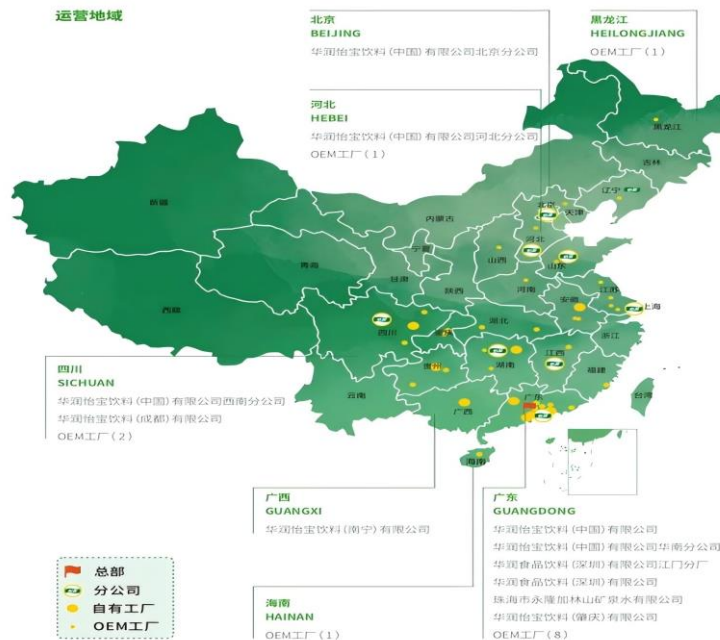 运营地域
北京
BEIJING
华润怡宝饮料(中国)有限公司北京分公司
黑龙江
HEILONGJIANG
OEM工厂(1)
河北
HEBEI
华润怡宝饮料(中国)有限公司河北分公司
OEM工厂(1)
黑龙江
吉林
辽宁
新疆
内蒙古
北京
天津
河北
宁夏
山西
山东
青海
甘肃
陕西
河南
江苏
安徽
西藏
上海
四川
湖北
浙江
湖南
江西
贵州
福建
云南
广西
广东
台湾
海南
四川
SICHUAN
华润怡宝饮料(中国)有限公司西南分公司
华润怡宝饮料(成都)有限公司
OEM工厂(2)
广西
GUANGXI
华润怡宝饮料(南宁)有限公司
广东
GUANGDONG
华润怡宝饮料(中国)有限公司
华润怡宝饮料(中国)有限公司华南分公司
华润食品饮料(深圳)有限公司江门分厂
华润食品饮料(深圳)有限公司
珠海市永隆加林山矿泉水有限公司
华润怡宝饮料(肇庆)有限公司
OEM工厂(8)
海南
HAINAN
OEM工厂(1)
总部
分公司
自有工厂
OEM工厂